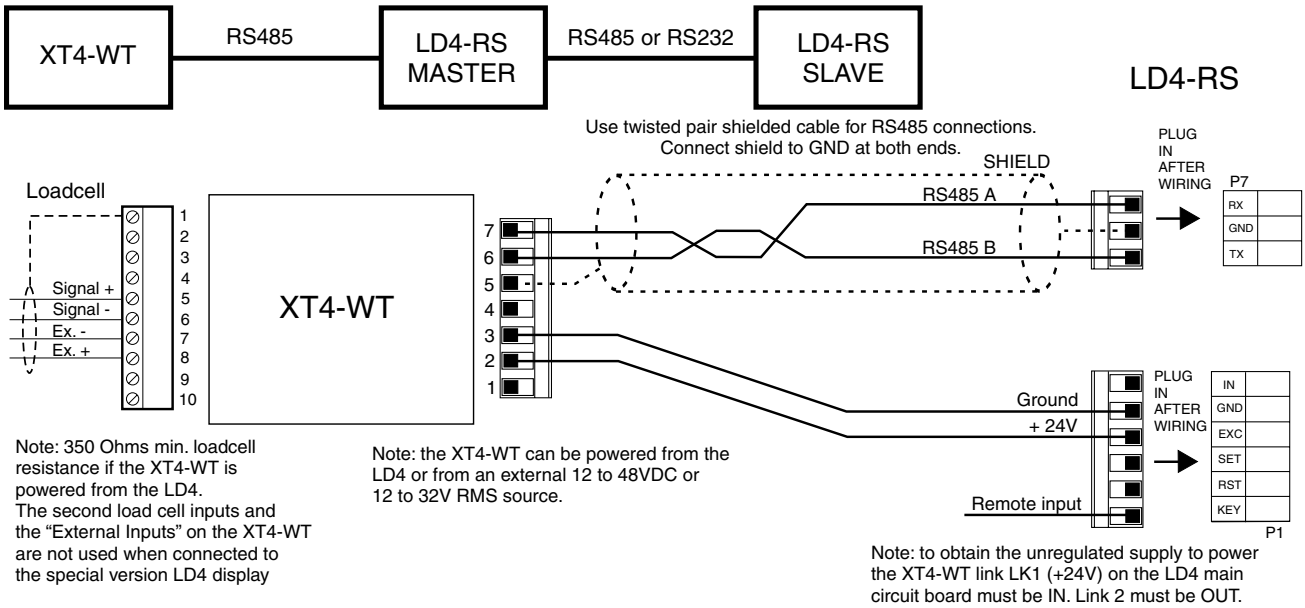 XT4-WT
RS485
LD4-RS
MASTER
RS485 or RS232
LD4-RS
SLAVE
LD4-RS
Use twisted pair shielded cable for RS485 connections.
Connect shield to GND at both ends.
SHIELD
PLUG
IN
AFTER
WIRING
P7
RX
GND
TX
RS485 A
RS485 B
Loadcell
1
2
3
4
5
6
7
8
9
10
Signal +
Signal -
Ex. -
Ex. +
XT4-WT
7
6
5
4
3
2
1
Ground
+ 24V
Remote input
PLUG
IN
AFTER
WIRING
IN
GND
EXC
SET
RST
KEY
P1
Note: 350 Ohms min. loadcell
resistance if the XT4-WT is
powered from the LD4.
The second load cell inputs and
the “External Inputs” on the XT4-WT
are not used when connected to
the special version LD4 display
Note: the XT4-WT can be powered from the
LD4 or from an external 12 to 48VDC or
12 to 32V RMS source.
Note: to obtain the unregulated supply to power
the XT4-WT link LK1 (+24V) on the LD4 main
circuit board must be IN. Link 2 must be OUT.